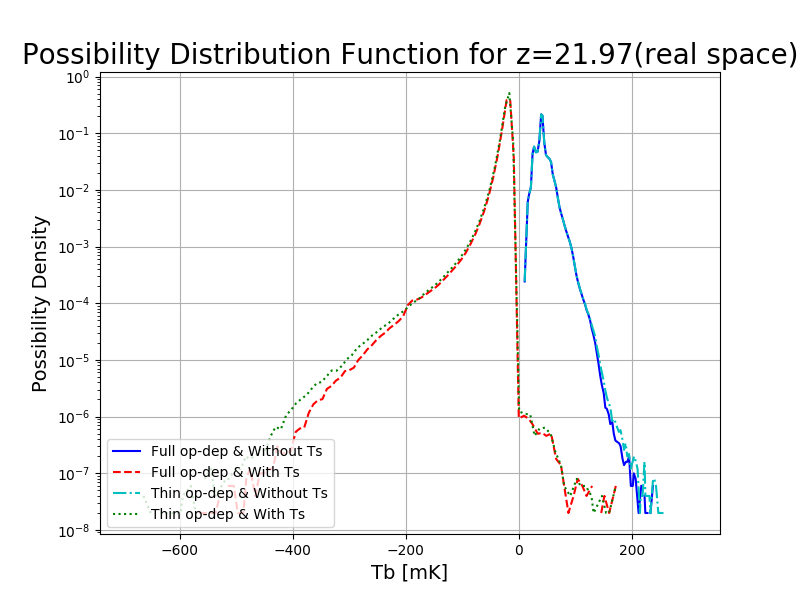 Possibility Distribution Function for z=21.97(real space)
Possibility Density
10⁰
10⁻¹
10⁻²
10⁻³
10⁻⁴
10⁻⁵
10⁻⁶
10⁻⁷
10⁻⁸
Full op-dep & Without Ts
Full op-dep & With Ts
Thin op-dep & Without Ts
Thin op-dep & With Ts
−600 −400 −200 0 200
Tb [mK]